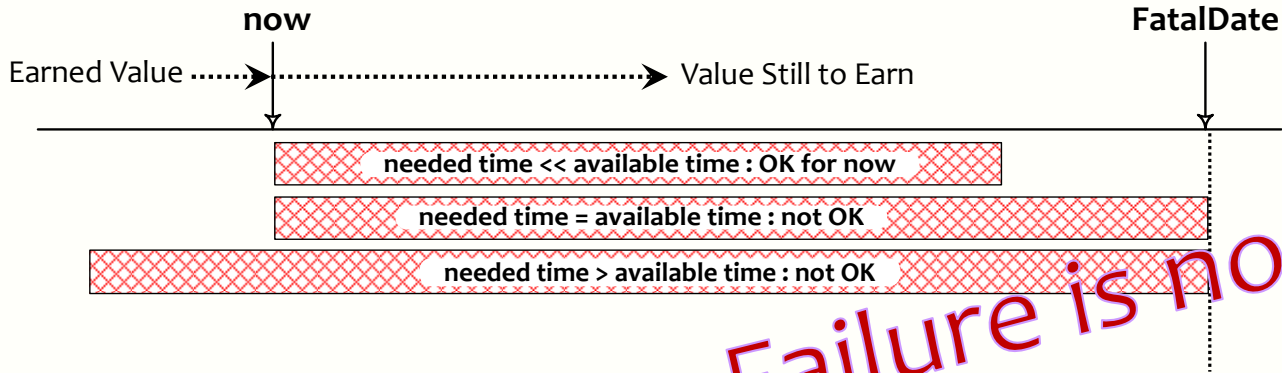 now
FatalDate
Earned Value
Value Still to Earn
needed time << available time : OK for now
needed time = available time : not OK
needed time > available time : not OK
Failure is no